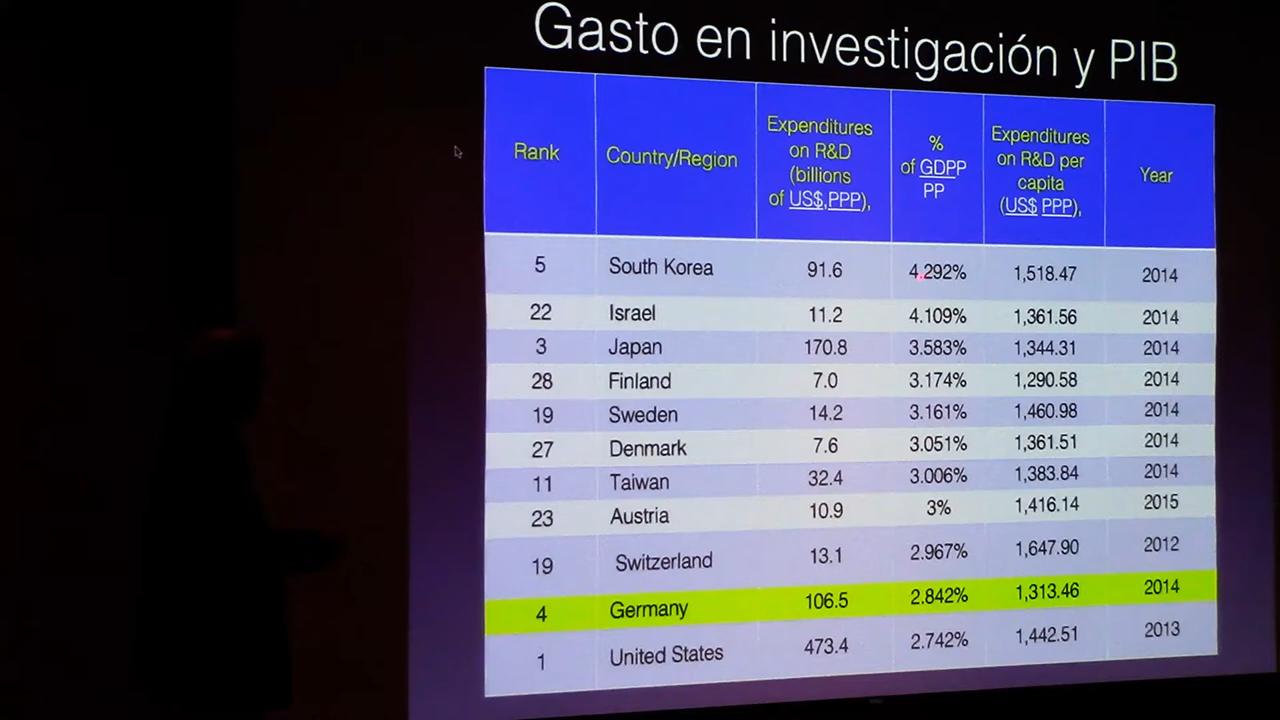 Gasto en investigación y PIB
Rank
Country/Region
Expenditures
on R&D
(billions
of US$,PPP),
%
of GDPP
PP
Expenditures
on R&D per
capita
(US$ PPP),
Year
5 South Korea 91.6 4.292% 1,518.47 2014
22 Israel 11.2 4.109% 1,361.56 2014
3 Japan 170.8 3.583% 1,344.31 2014
28 Finland 7.0 3.174% 1,290.58 2014
19 Sweden 14.2 3.161% 1,460.98 2014
27 Denmark 7.6 3.051% 1,361.51 2014
11 Taiwan 32.4 3.006% 1,383.84 2014
23 Austria 10.9 3% 1,416.14 2015
19 Switzerland 13.1 2.967% 1,647.90 2012
4 Germany 106.5 2.842% 1,313.46 2014
1 United States 473.4 2.742% 1,442.51 2013